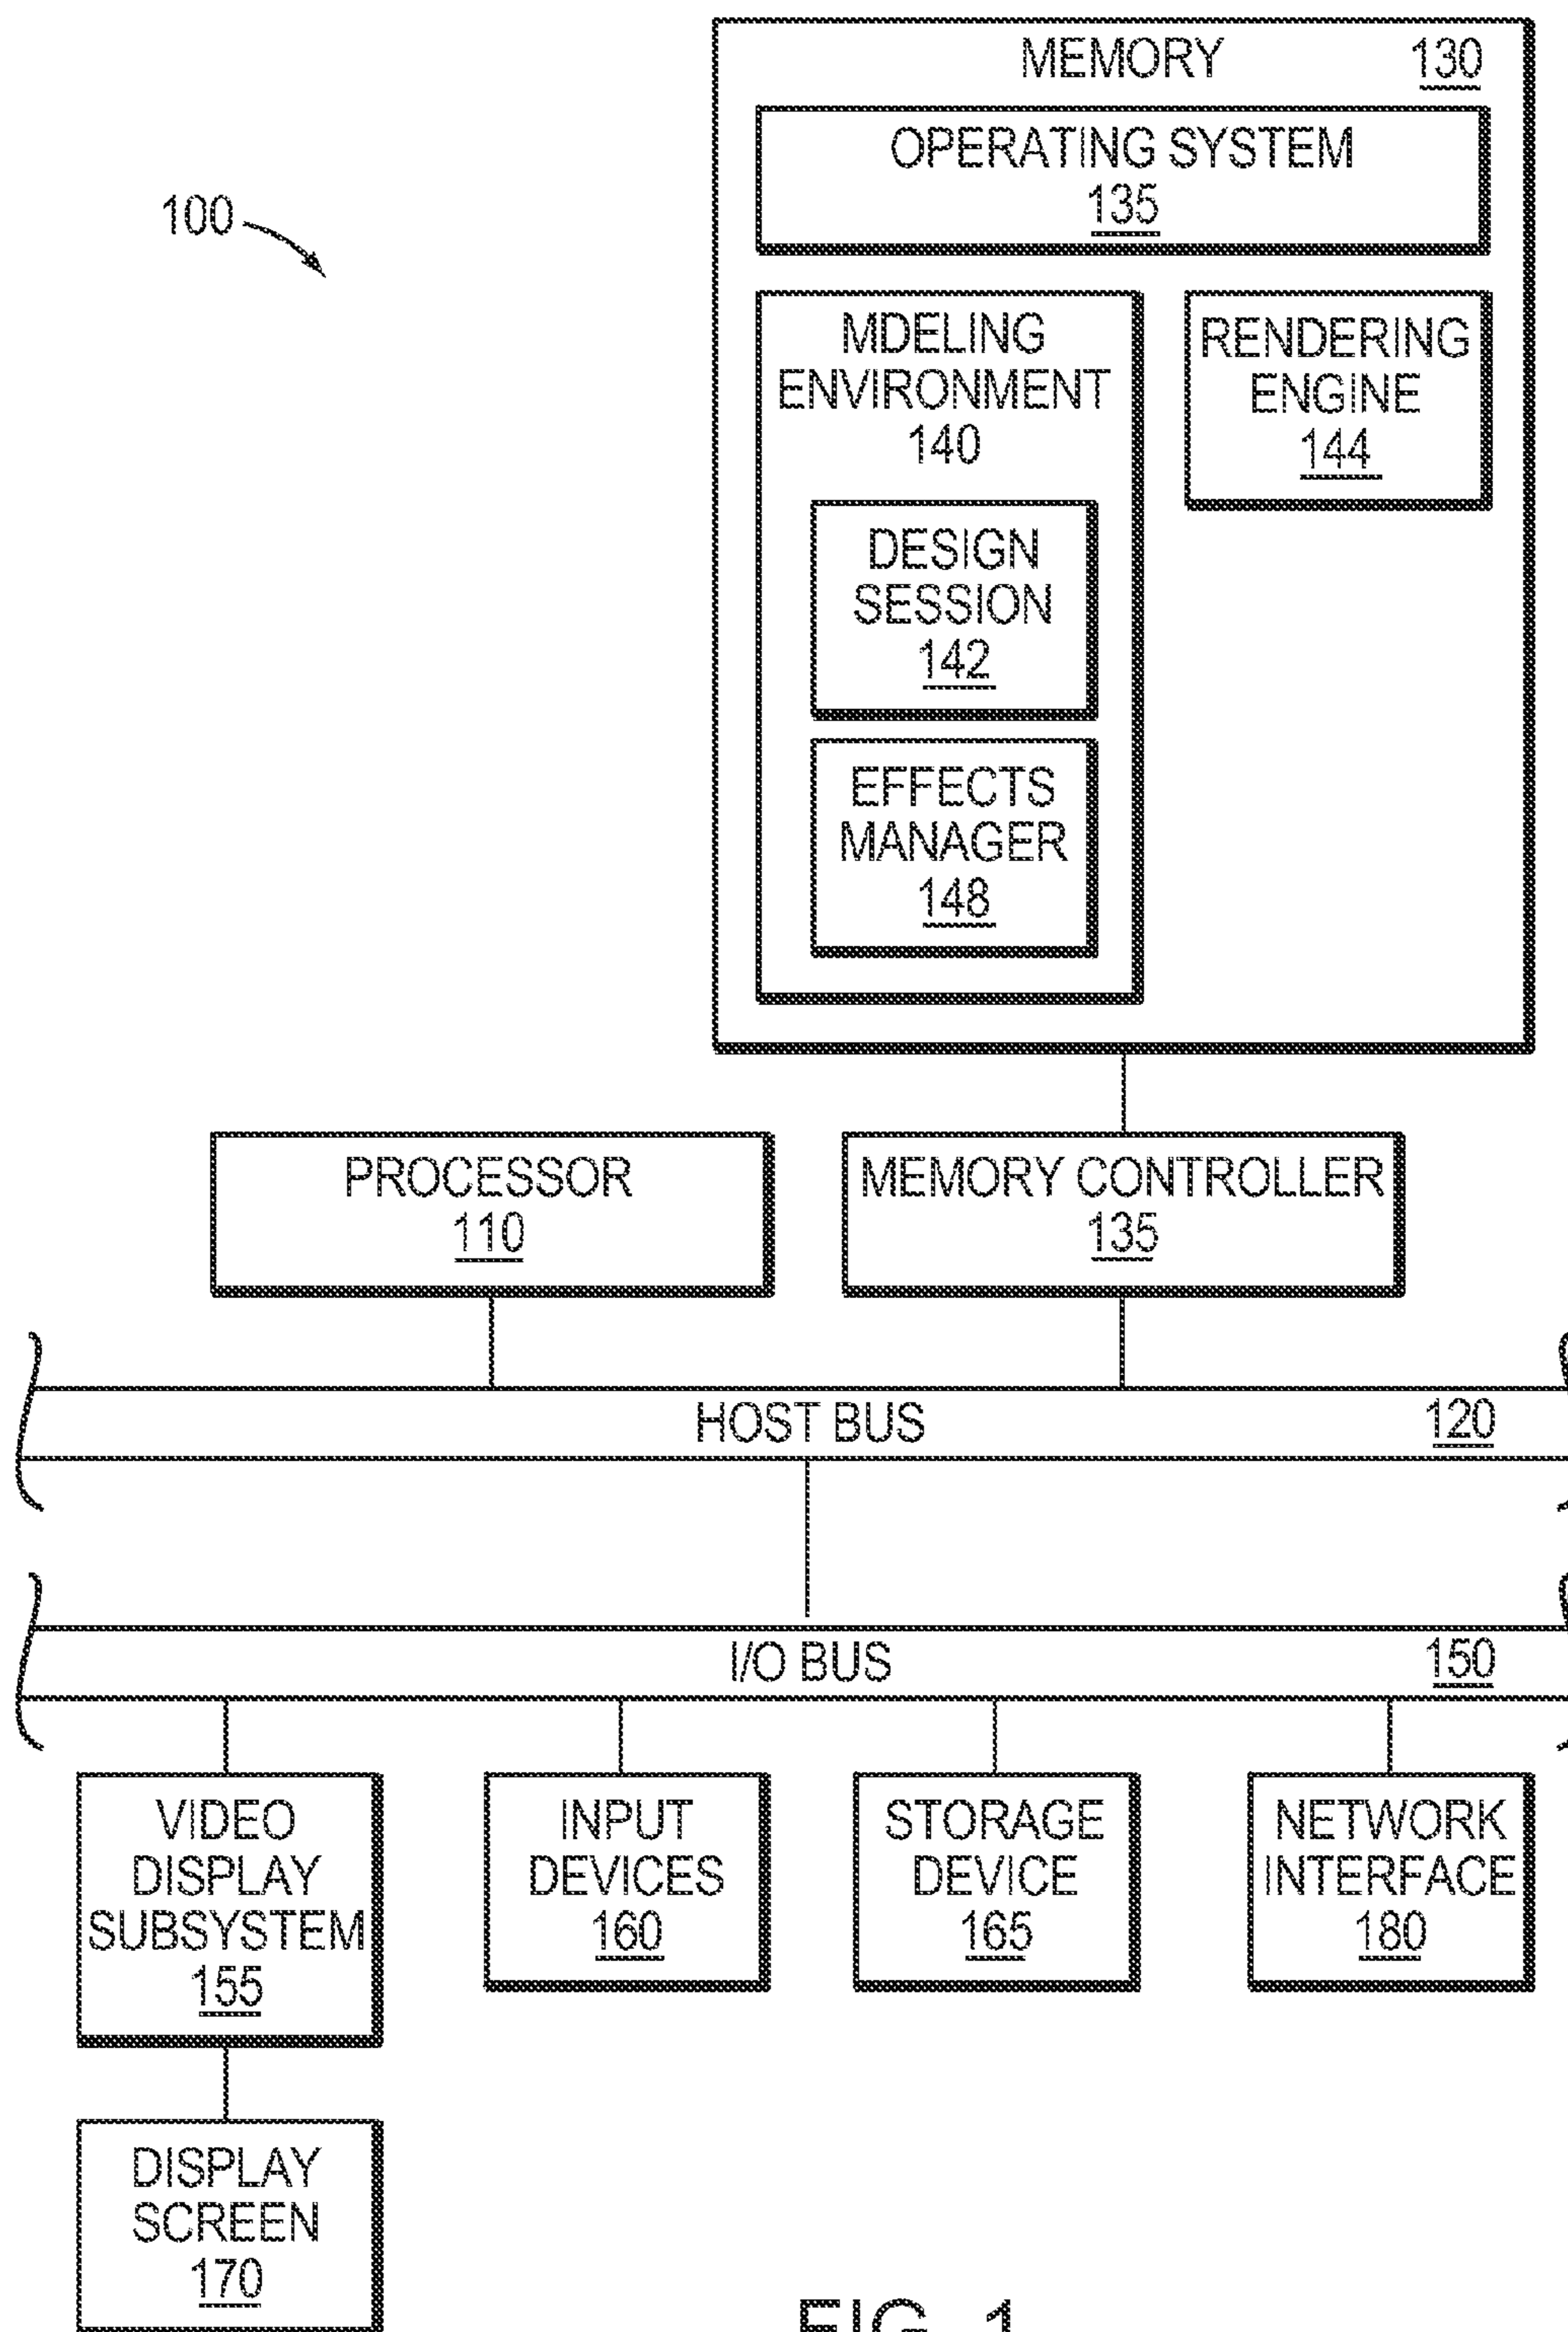 MEMORY 130
OPERATING SYSTEM
135
100
MDELING
ENVIRONMENT
140
RENDERING
ENGINE
144
DESIGN
SESSION
142
EFFECTS
MANAGER
148
PROCESSOR
110
MEMORY CONTROLLER
135
HOST BUS 120
I/O BUS 150
VIDEO
DISPLAY
SUBSYSTEM
155
INPUT
DEVICES
160
STORAGE
DEVICE
165
NETWORK
INTERFACE
180
DISPLAY
SCREEN
170
FIG. 1